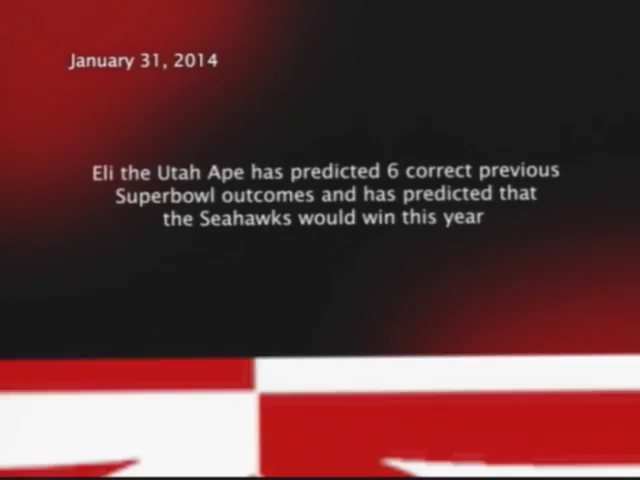 January 31, 2014
Eli the Utah Ape has predicted 6 correct previous
Superbowl outcomes and has predicted that
the Seahawks would win this year